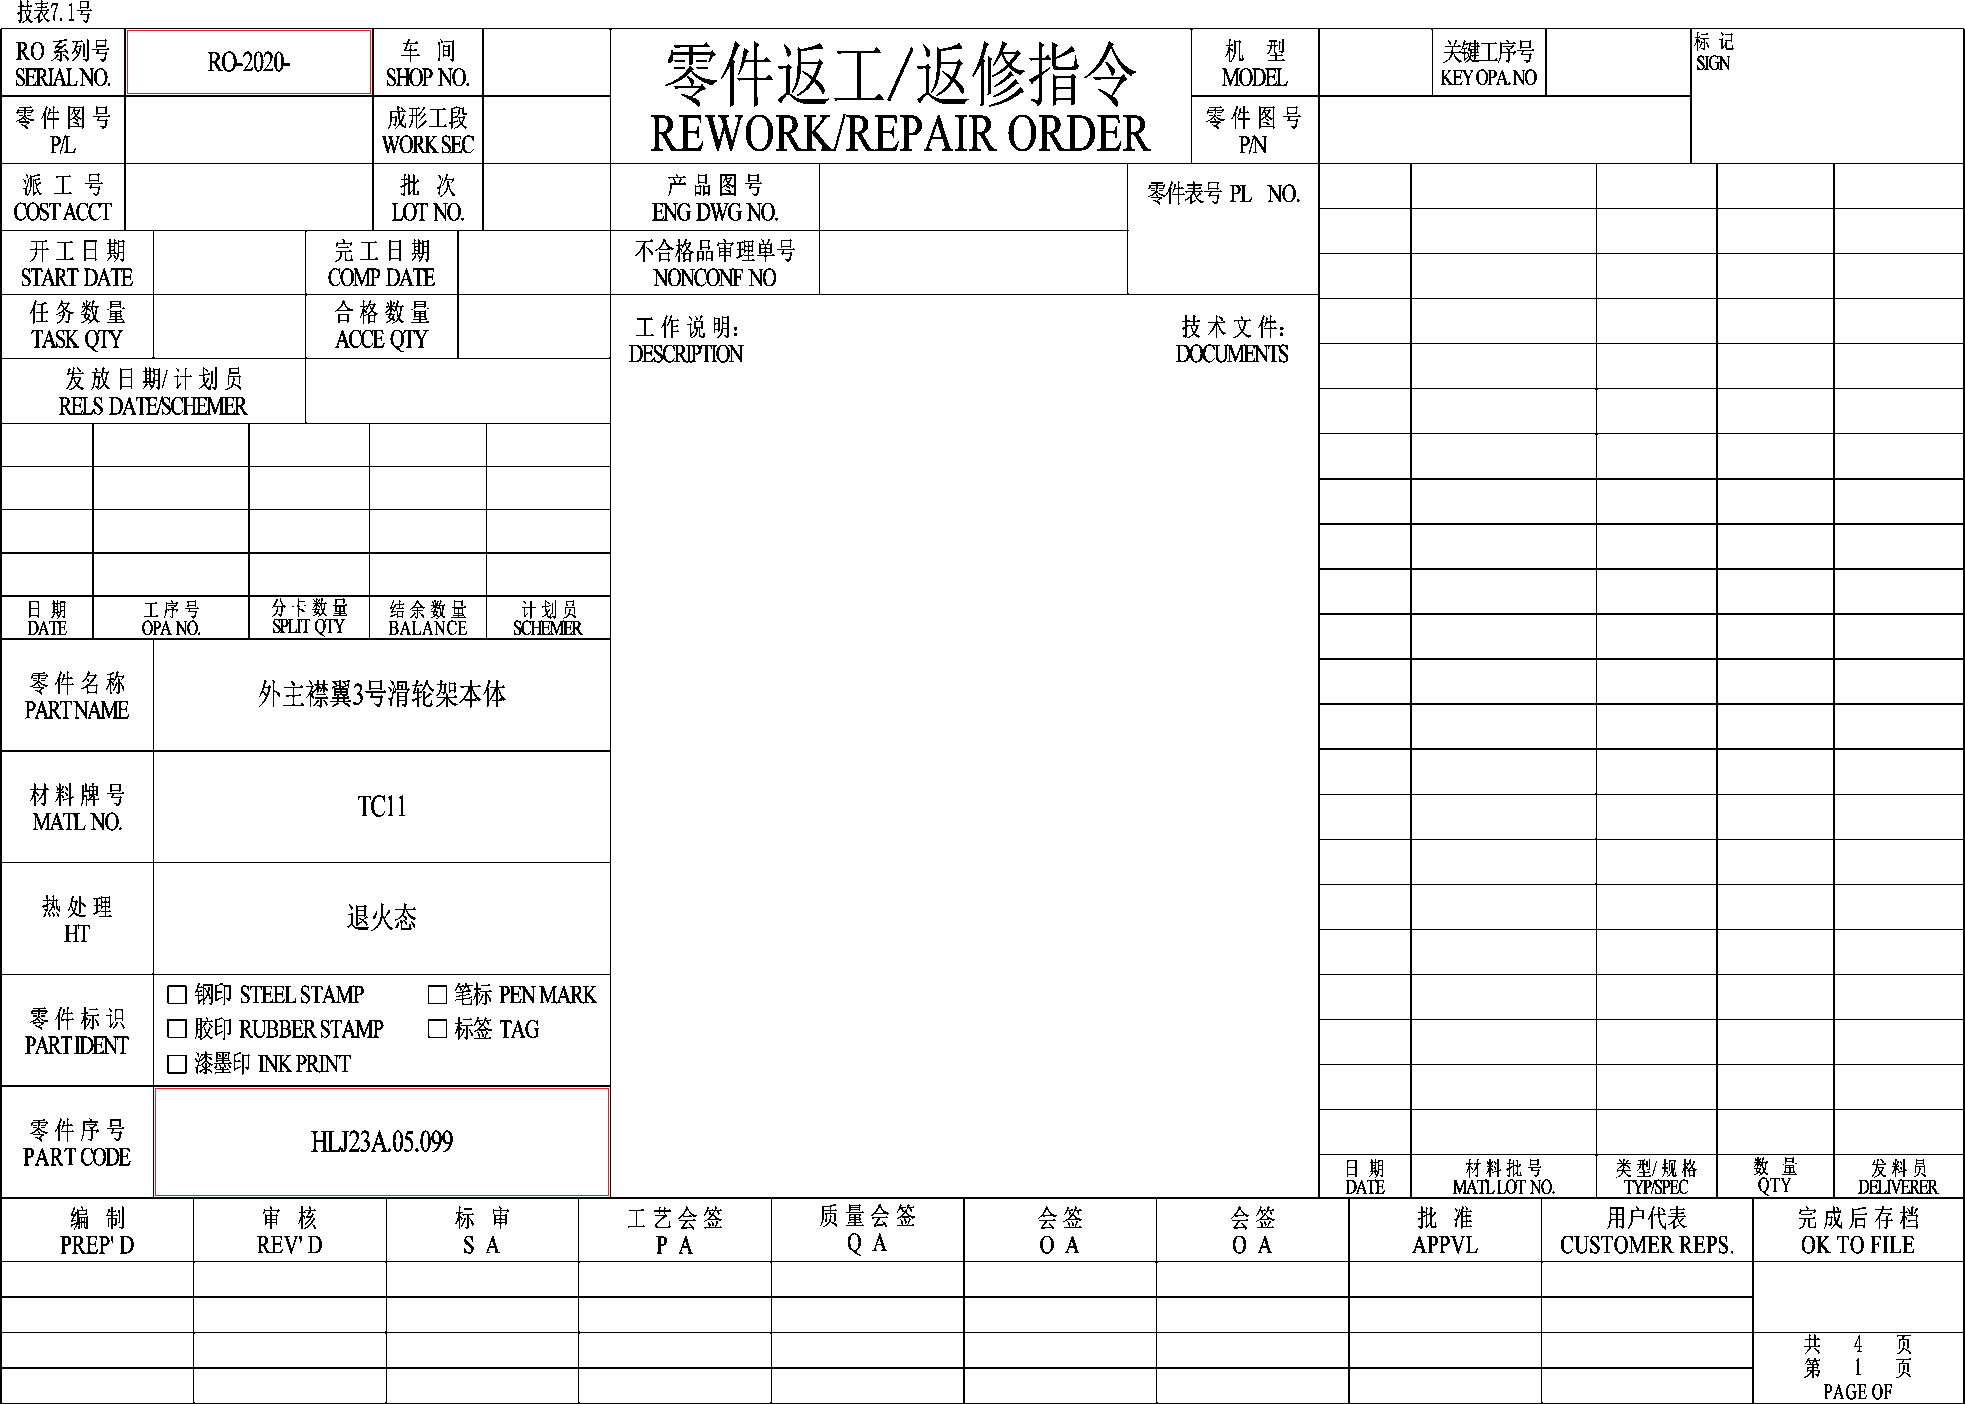 技表7.1号
RO 系列号
SERIAL NO.
RO-2020-
车 间
SHOP NO.
零件返工/返修指令
REWORK/REPAIR ORDER
机 型
MODEL
关键工序号
KEY OPA.NO
标 记
SIGN
零件图号
P/L
成形工段
WORK SEC
零件图号
P/N
派 工 号
COST ACCT
批 次
LOT NO.
产品图号
ENG DWG NO.
零件表号 PL NO.
开工日期
START DATE
完工日期
COMP DATE
不合格品审理单号
NONCONF NO
任务数量
TASK QTY
合格数量
ACCE QTY
工作说明:
DESCRIPTION
技术文件:
DOCUMENTS
发放日期/计划员
RELS DATE/SCHEMER
日 期
DATE
工序号
OPA NO.
分卡数量
SPLIT QTY
结余数量
BALANCE
计划员
SCHEMER
零件名称
PART NAME
外主襟翼3号滑轮架本体
材料牌号
MATL NO.
TC11
热处理
HT
退火态
零件标识
PART IDENT
□ 钢印 STEEL STAMP □ 笔标 PEN MARK
□ 胶印 RUBBER STAMP □ 标签 TAG
□ 漆墨印 INK PRINT
零件序号
PART CODE
HLJ23A.05.099
日 期
DATE
材料批号
MATL LOT NO.
类型/规格
TYP/SPEC
数 量
QTY
发料员
DELIVERER
编 制
PREP' D
审 核
REV' D
标 审
S A
工艺会签
P A
质量会签
Q A
会签
O A
会签
O A
批 准
APPVL
用户代表
CUSTOMER REPS.
完成后存档
OK TO FILE
共 4 页
第 1 页
PAGE OF